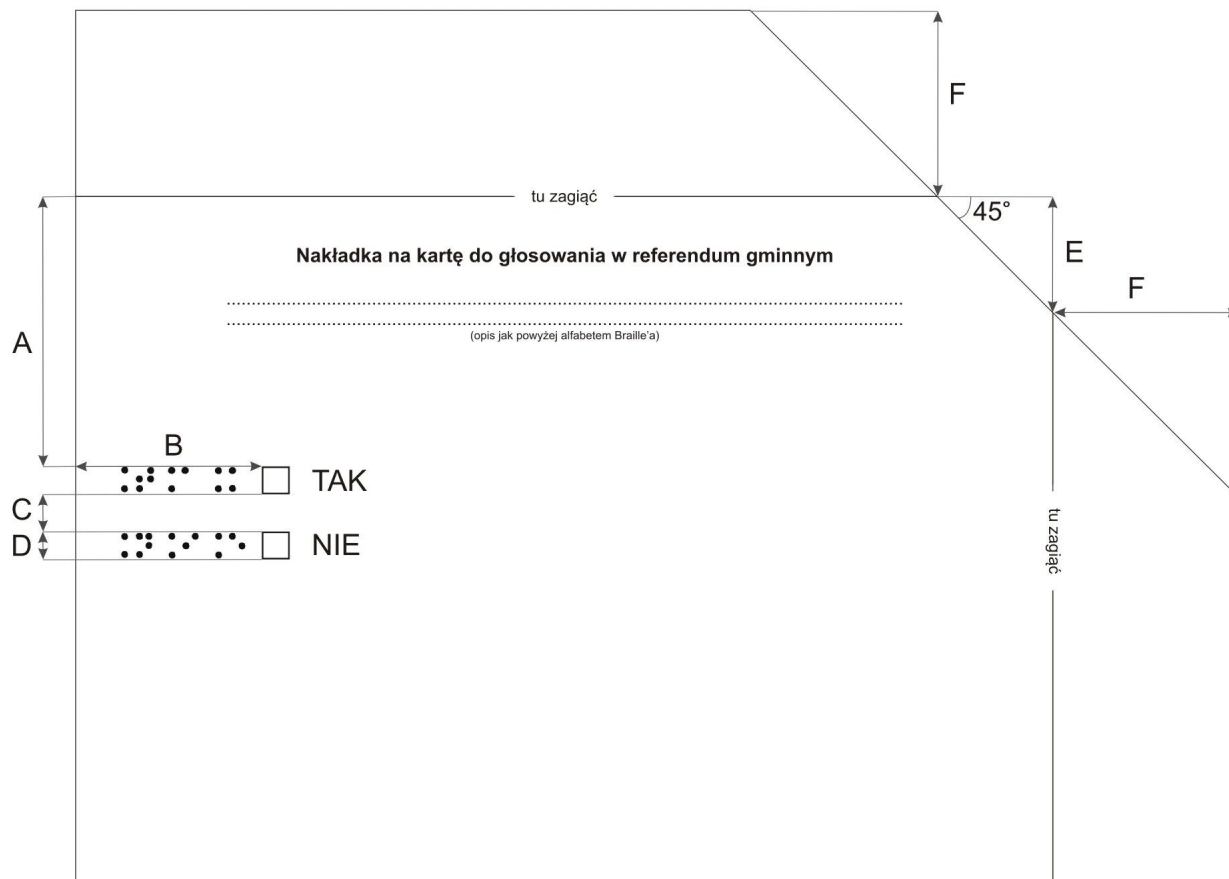 F
tu zagiąć
45°
Nakładka na kartę do głosowania w referendum gminnym
E
F
(opis jak powyżej alfabetem Braille'a)
A
B
TAK
C
tu zagiąć
D
NIE